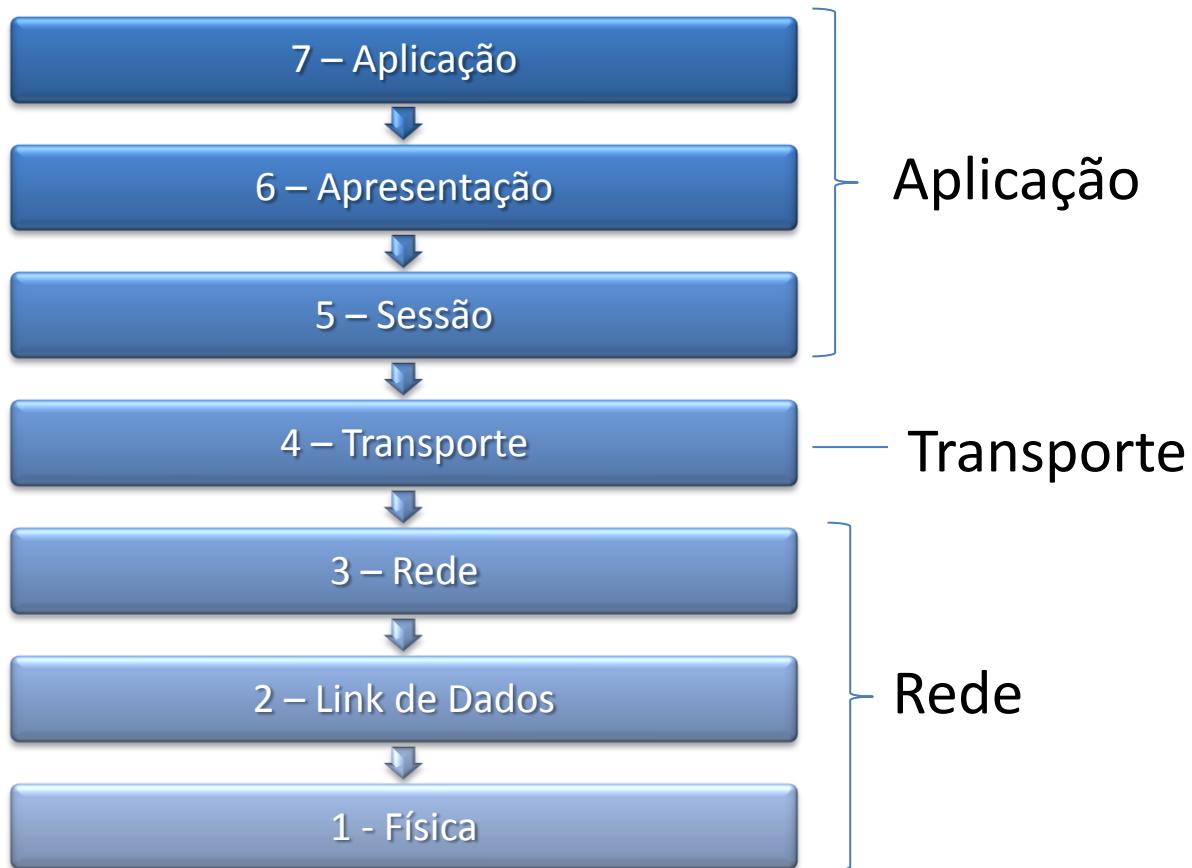 7 – Aplicação
6 – Apresentação
5 – Sessão
Aplicação
4 – Transporte
Transporte
3 – Rede
2 – Link de Dados
1 - Física
Rede